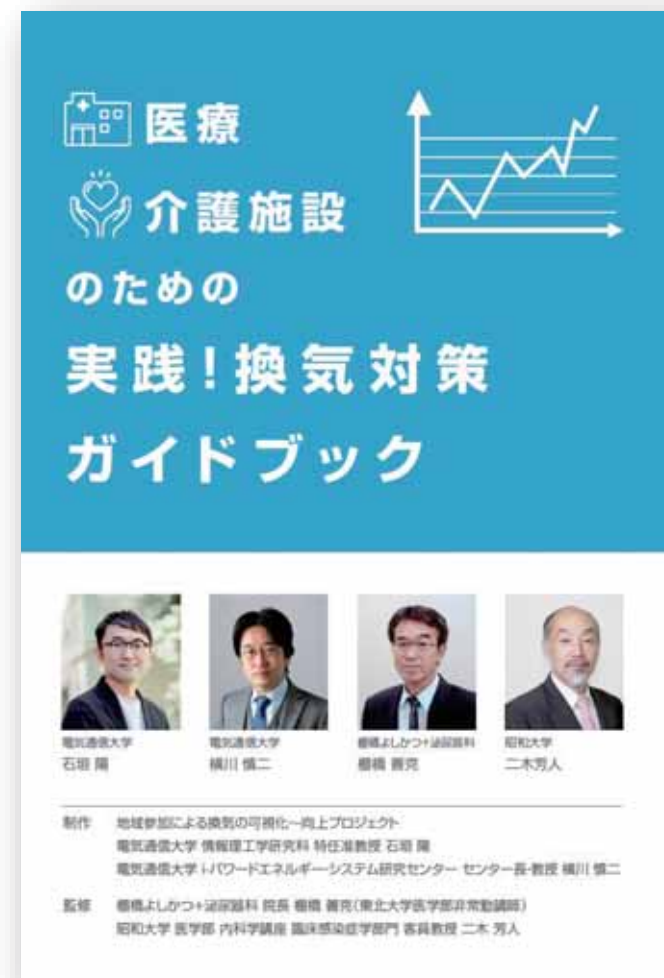 医療
介護施設
のための
実践!換気対策
ガイドブック
電気通信大学
石垣 陽
電気通信大学
横川 慎二
棚橋よしかつ+泌尿器科
棚橋 善克
昭和大学
二木芳人
制作 地域参加による換気の可視化〜向上プロジェクト
電気通信大学 情報理工学研究科 特任准教授 石垣 陽
電気通信大学 i-パワードエネルギー・システム研究センター センター長・教授 横川 慎二
監修 棚橋よしかつ+泌尿器科 院長 棚橋 善克(東北大学医学部非常勤講師)
昭和大学 医学部 内科学講座 臨床感染症学部門 客員教授 二木 芳人